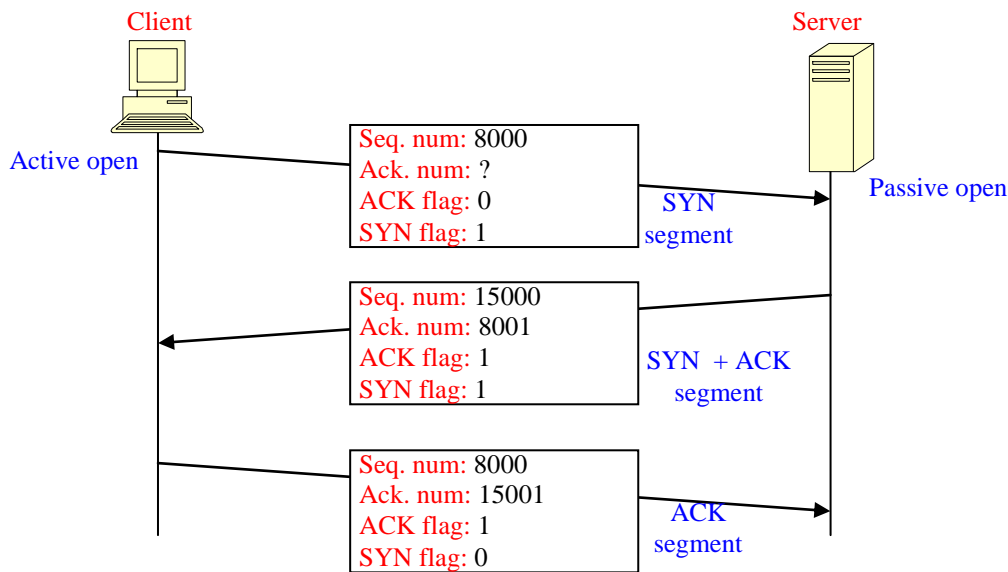 Client
Server
Active open
Passive open
Seq. num: 8000
Ack. num: ?
ACK flag: 0
SYN flag: 1
SYN
segment
Seq. num: 15000
Ack. num: 8001
ACK flag: 1
SYN flag: 1
SYN + ACK
segment
Seq. num: 8000
Ack. num: 15001
ACK flag: 1
SYN flag: 0
ACK
segment